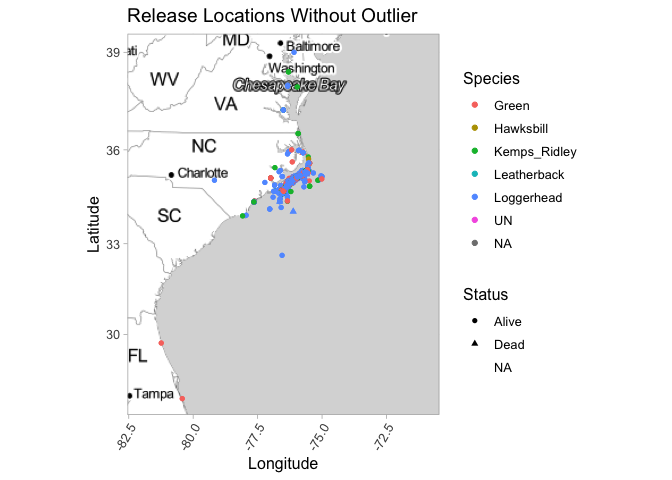 Release Locations Without Outlier
MD
Baltimore
ati
39
Washington
WV
Chesapeake Bay
VA
NC
36
Charlotte
SC
33
Latitude
30
FL
Tampa
-82.5
-80.0
-77.5
-75.0
-72.5
Longitude
Species
Green
Hawksbill
Kemps_Ridley
Leatherback
Loggerhead
UN
NA
Status
Alive
Dead
NA